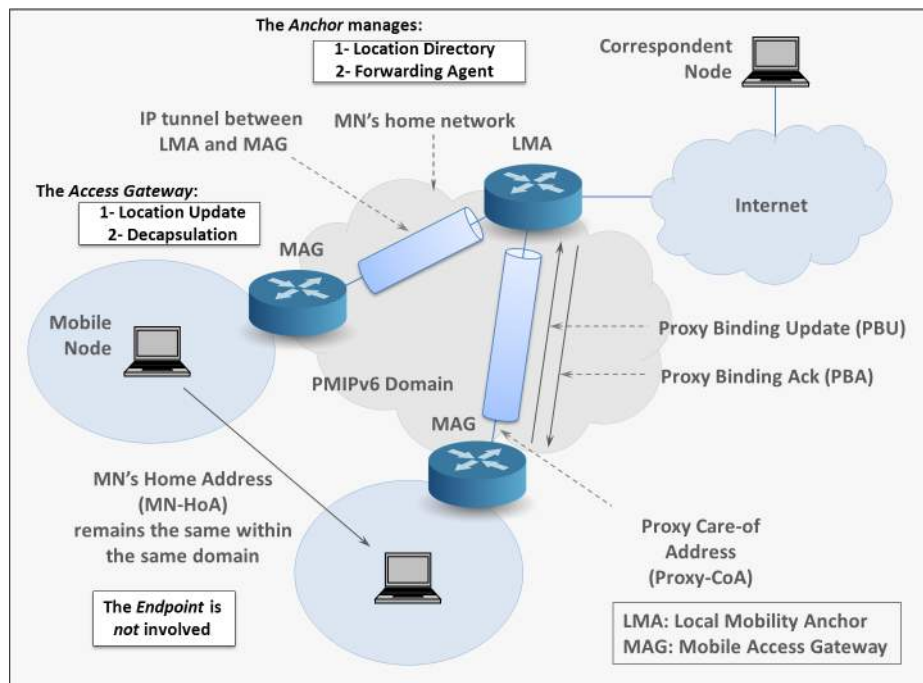 The Anchor manages:
1- Location Directory
2- Forwarding Agent
Correspondent
Node
IP tunnel between
LMA and MAG
MN's home network
LMA
The Access Gateway:
1- Location Update
2- Decapsulation
Internet
MAG
Mobile
Node
Proxy Binding Update (PBU)
PMIPv6 Domain
Proxy Binding Ack (PBA)
MAG
MN's Home Address
(MN-HoA)
remains the same within
the same domain
Proxy Care-of
Address
(Proxy-CoA)
The Endpoint is
not involved
LMA: Local Mobility Anchor
MAG: Mobile Access Gateway